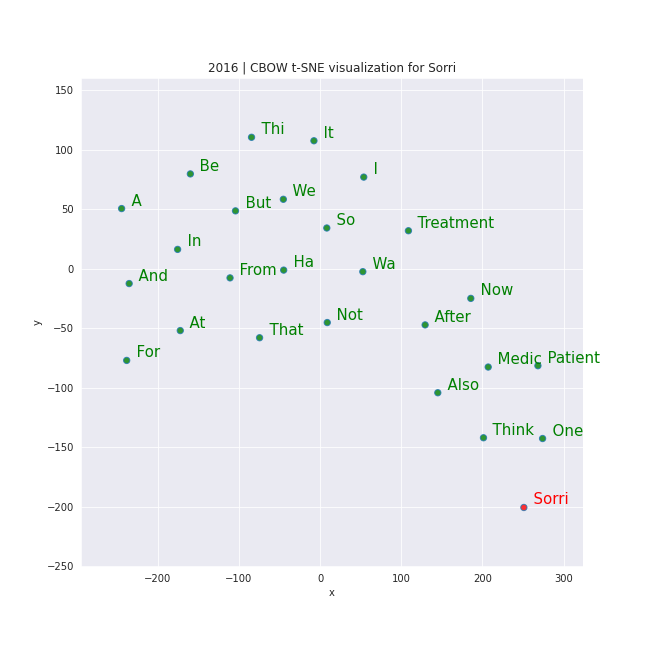 2016 | CBOW t-SNE visualization for Sorri
150
100
50
0
−50
−100
−150
−200
−250
y
Thi
It
Be
I
We
A
But
So
Treatment
In
Ha
Wa
From
And
Now
Not
After
At
That
For
Medic
Patient
Also
Think
One
Sorri
−200
−100
0
100
200
300
x